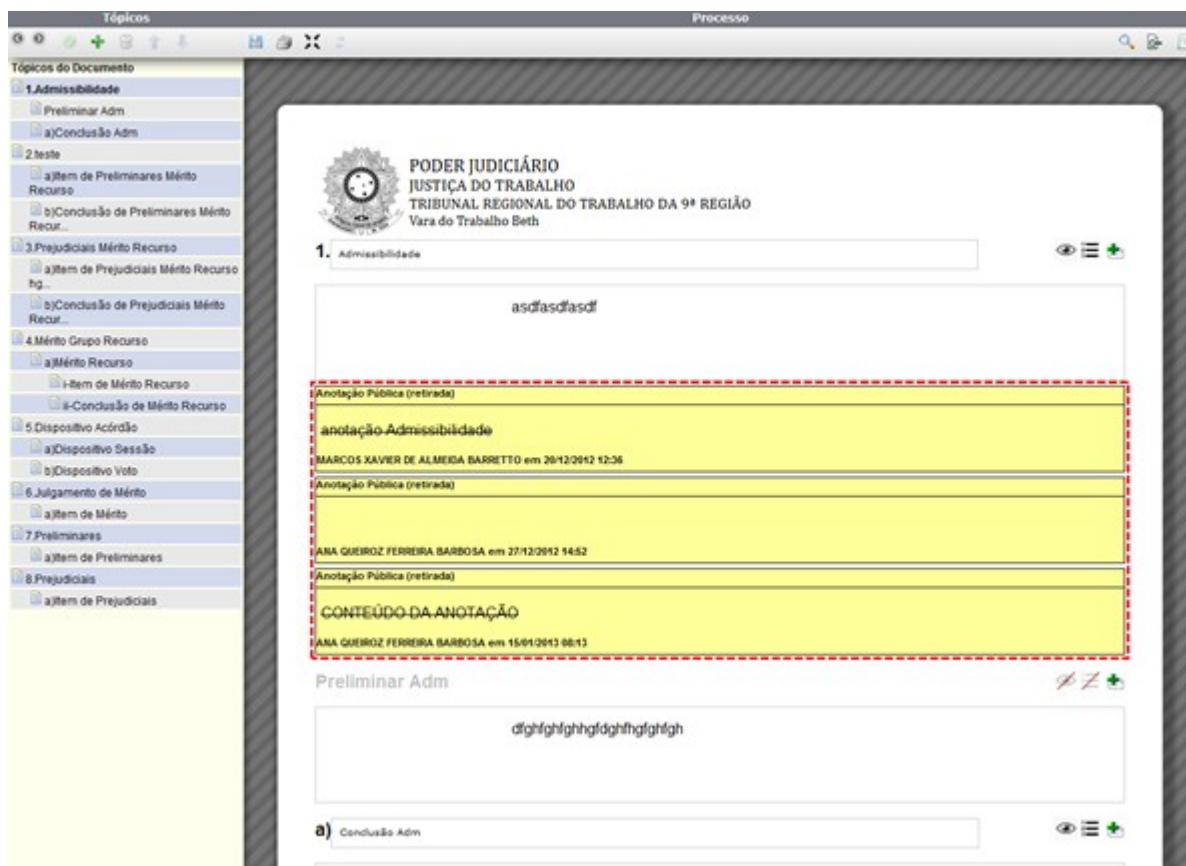 Tópicos
Processo
Tópicos do Documento
1.Admissibilidade
Preliminar Adm
a)Conclusão Adm
2.teste
a)Item de Preliminares Mérito
Recurso
b)Conclusão de Preliminares Mérito
Recur...
3.Prejudiciais Mérito Recurso
a)Item de Prejudiciais Mérito Recurso
hg...
b)Conclusão de Prejudiciais Mérito
Recur...
4.Mérito Grupo Recurso
a)Mérito Recurso
i-Item de Mérito Recurso
ii-Conclusão de Mérito Recurso
5.Dispositivo Acórdão
a)Dispositivo Sessão
b)Dispositivo Voto
6.Julgamento de Mérito
a)Item de Mérito
7.Preliminares
a)Item de Preliminares
8.Prejudiciais
a)Item de Prejudiciais
PODER JUDICIÁRIO
JUSTIÇA DO TRABALHO
TRIBUNAL REGIONAL DO TRABALHO DA 9ª REGIÃO
Vara do Trabalho Beth
1. Admissibilidade
asdfasdfasdf
Anotação Pública (retirada)
anotação Admissibilidade
MARCOS XAVIER DE ALMEIDA BARRETTO em 20/12/2012 12:36
Anotação Pública (retirada)
ANA QUEIROZ FERREIRA BARBOSA em 27/12/2012 14:52
Anotação Pública (retirada)
CONTEÚDO DA ANOTAÇÃO
ANA QUEIROZ FERREIRA BARBOSA em 15/01/2013 08:13
Preliminar Adm
dfghfghfghhgfdghfhgfghfgh
a) Conclusão Adm